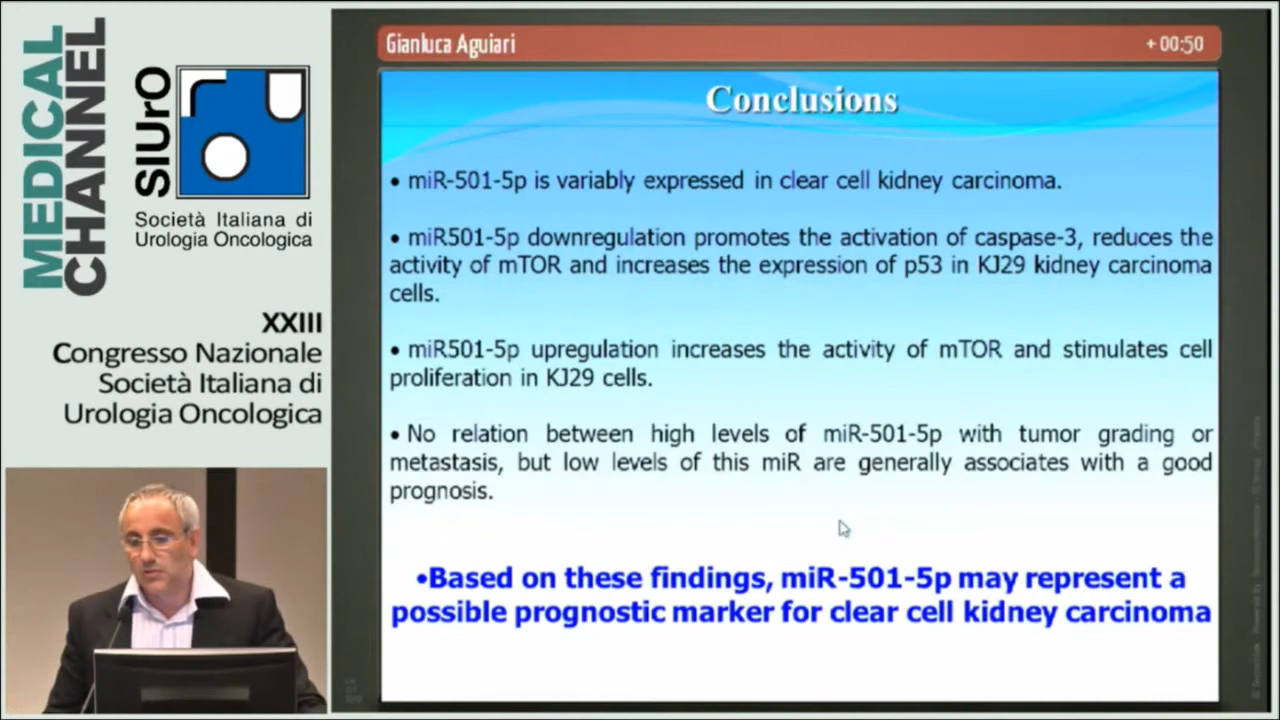 MEDICAL
CHANNEL
SIUrO
Società Italiana di
Urologia Oncologica
XXIII
Congresso Nazionale
Società Italiana di
Urologia Oncologica
Gianluca Aguiari
+ 00:50
Conclusions
• miR-501-5p is variably expressed in clear cell kidney carcinoma.
• miR501-5p downregulation promotes the activation of caspase-3, reduces the
activity of mTOR and increases the expression of p53 in KJ29 kidney carcinoma
cells.
• miR501-5p upregulation increases the activity of mTOR and stimulates cell
proliferation in KJ29 cells.
• No relation between high levels of miR-501-5p with tumor grading or
metastasis, but low levels of this miR are generally associates with a good
prognosis.
•Based on these findings, miR-501-5p may represent a
possible prognostic marker for clear cell kidney carcinoma